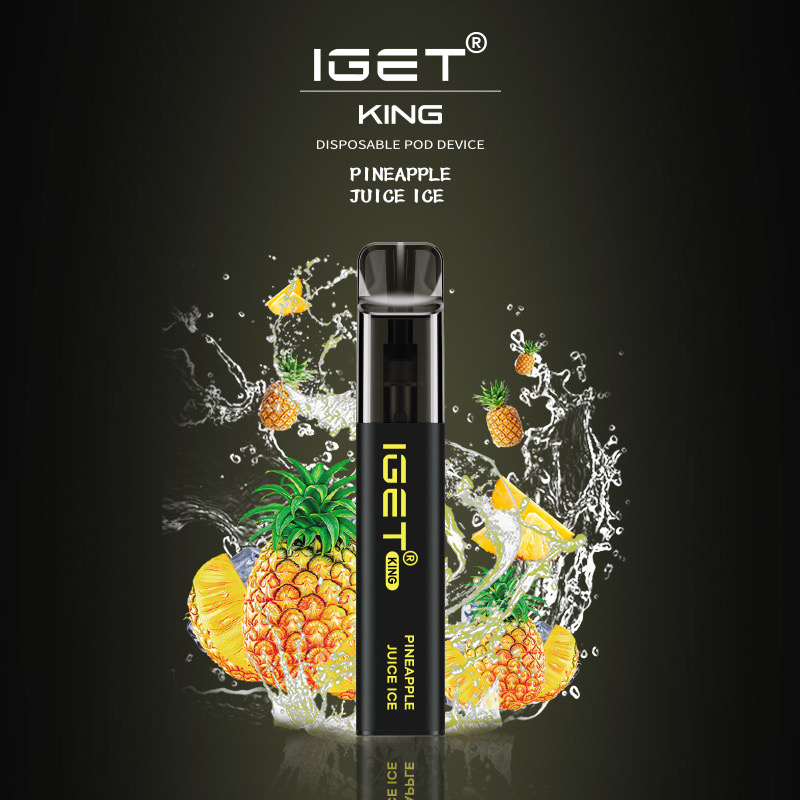 IGET®
KING
DISPOSABLE POD DEVICE
PINEAPPLE
JUICE ICE
IGET®
KING
PINEAPPLE
JUICE ICE